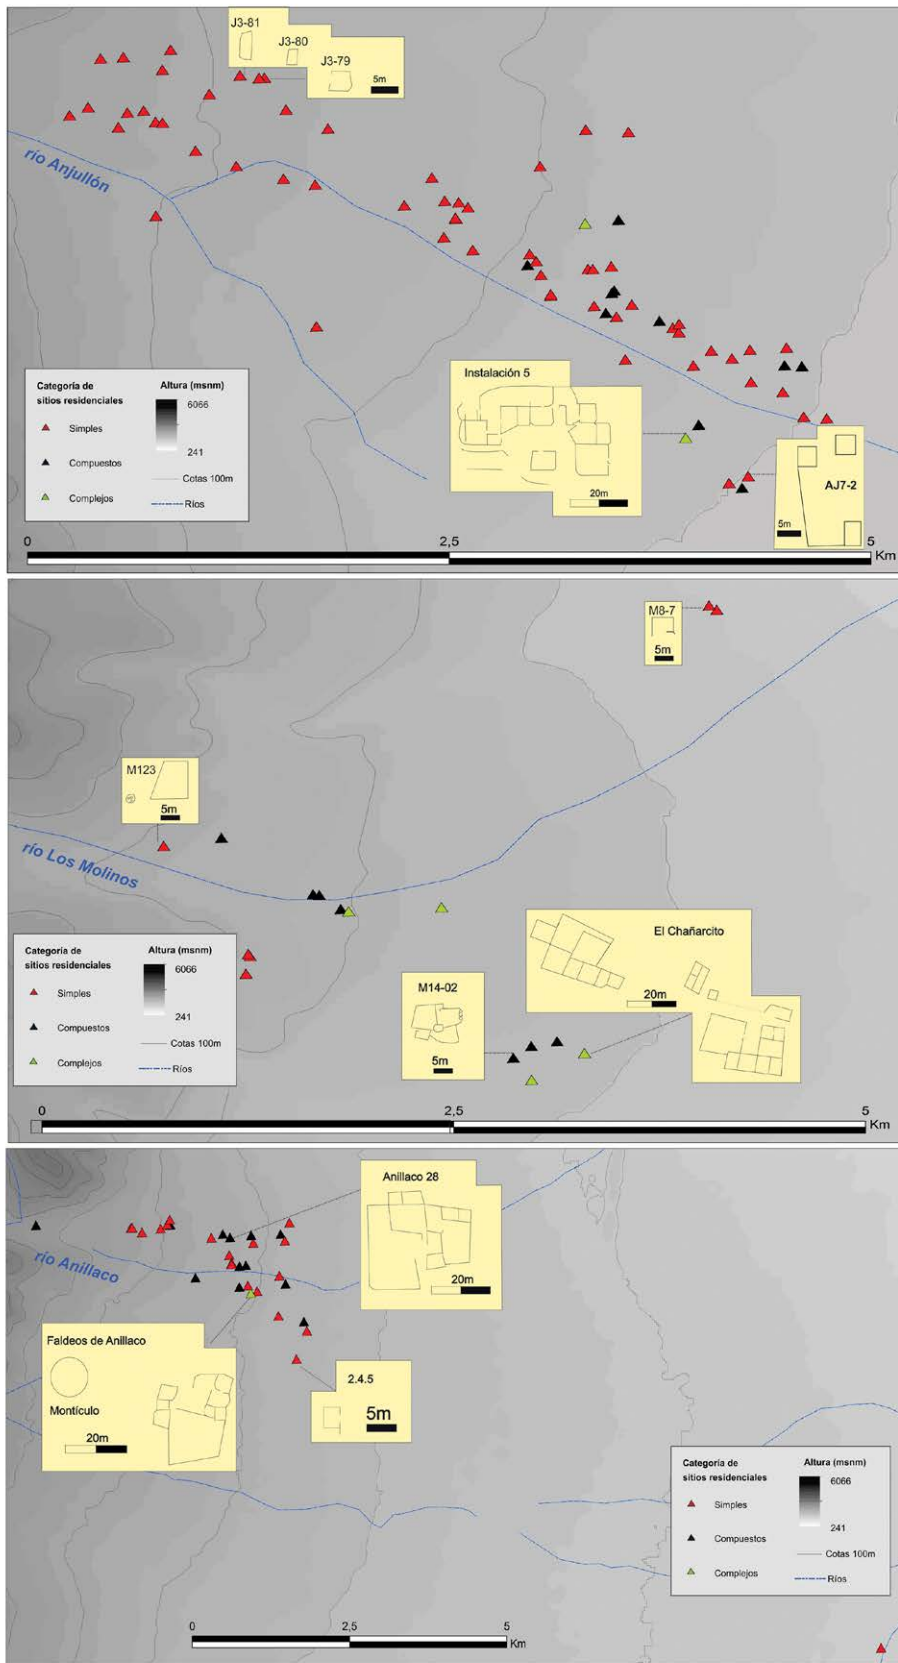 J3-81
J3-80
J3-79
5m
río Anjullón
Instalación 5
20m
AJ7-2
5m
Categoría de
sitios residenciales
Simples
Compuestos
Complejos
Altura (msnm)
6066
241
Cotas 100m
Ríos
0
2,5
5
Km
M8-7
5m
M123
5m
río Los Molinos
El Chañarcito
20m
M14-02
5m
Categoría de
sitios residenciales
Simples
Compuestos
Complejos
Altura (msnm)
6066
241
Cotas 100m
Ríos
0
2,5
5
Km
Anillaco 28
20m
río Anillaco
Faldeos de Anillaco
Montículo
20m
2.4.5
5m
Categoría de
sitios residenciales
Simples
Compuestos
Complejos
Altura (msnm)
6066
241
Cotas 100m
Ríos
0
2,5
5
Km